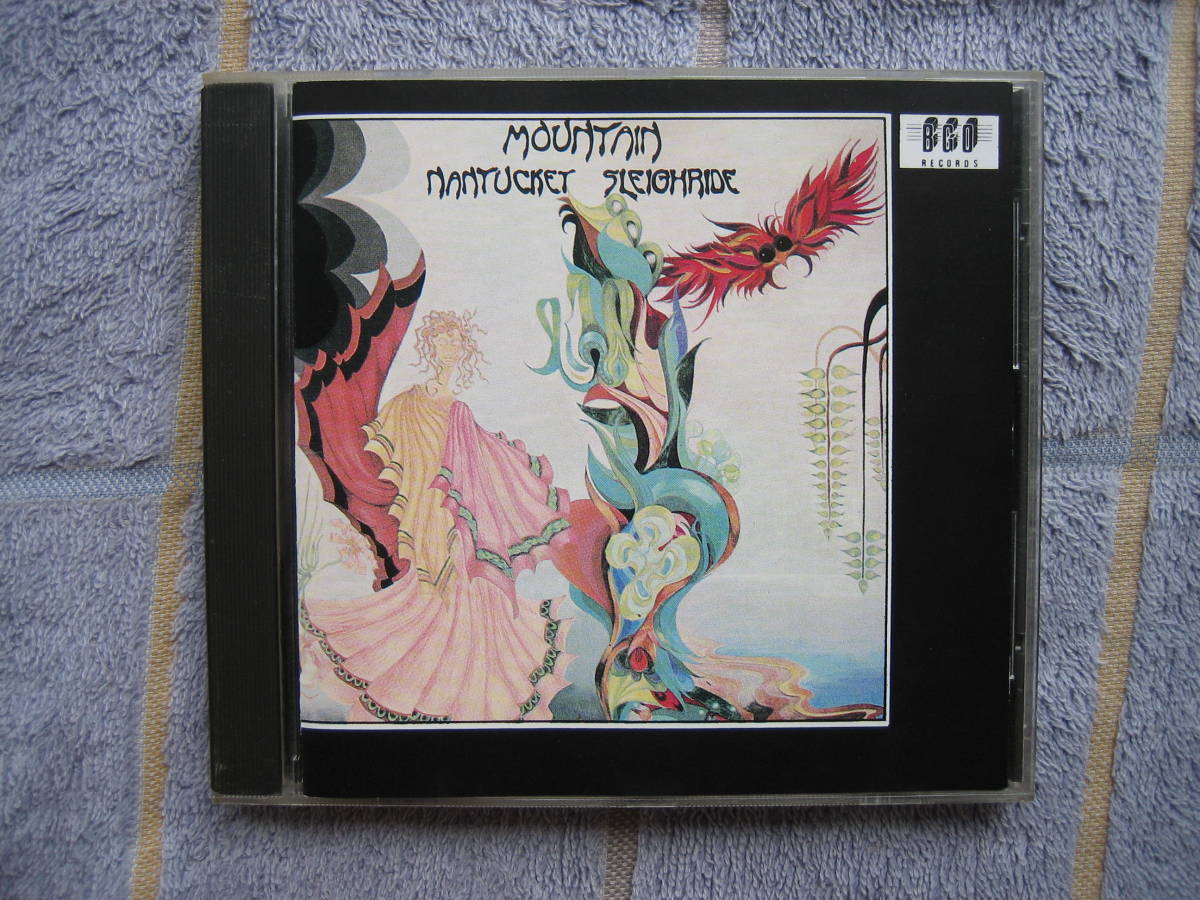 MOUNTAIN
NANTUCKET SLEIGHRIDE
BGO
RECORDS